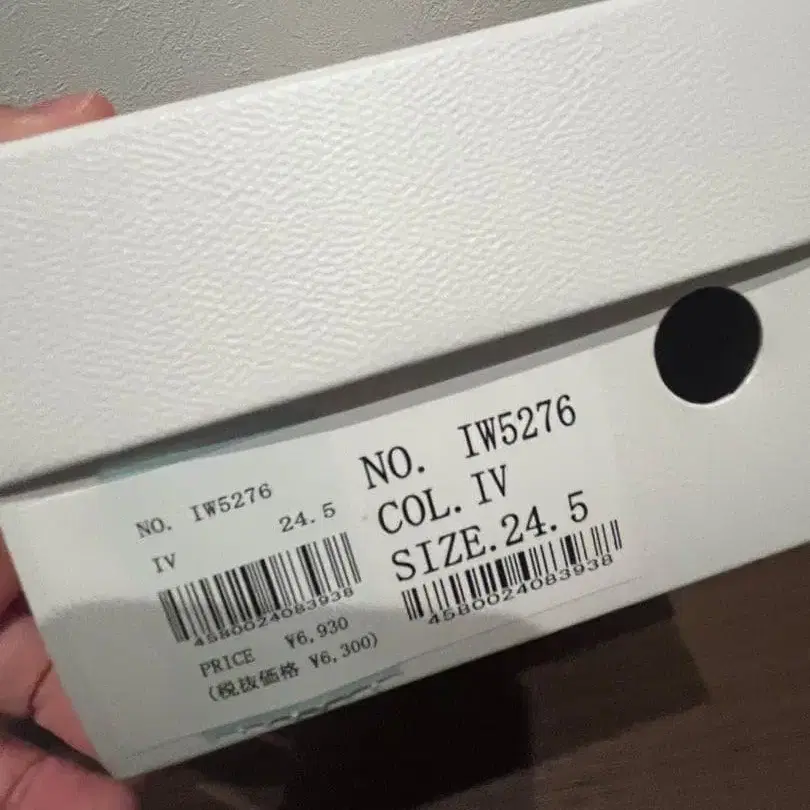 NO. IW5276
24.5
IV
4580024083938
PRICE ¥6,930
(税抜価格 ¥6,300)
NO. IW5276
COL. IV
SIZE. 24.5
4580024083938